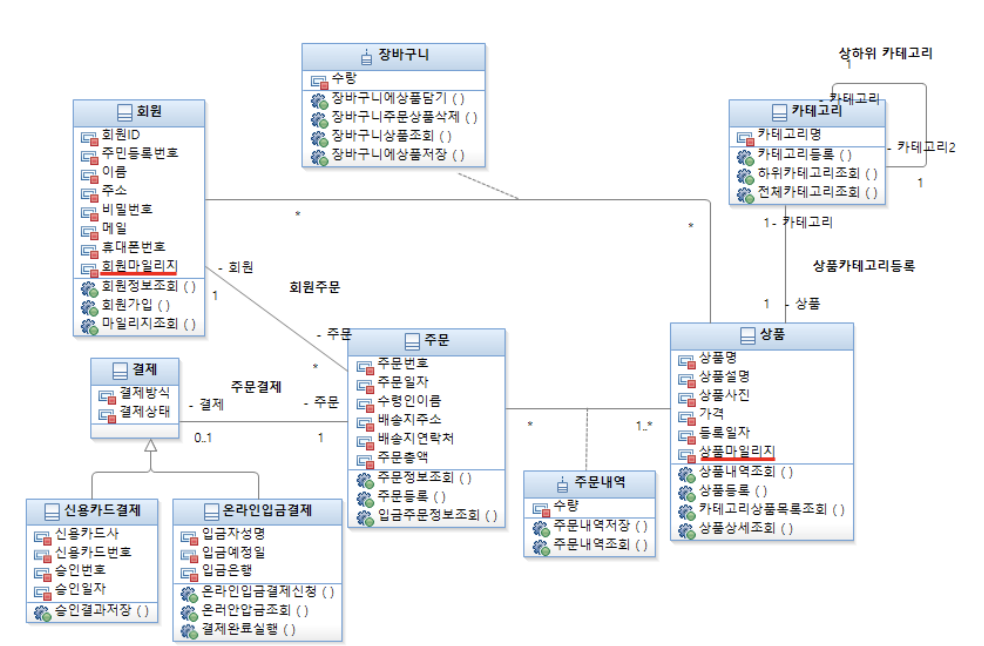 장바구니
수량
장바구니에상품담기 ( )
장바구니주문상품삭제 ( )
장바구니상품조회 ( )
장바구니에상품저장 ( )
상하위 카테고리
1
- 카테고리
카테고리
카테고리명
카테고리등록 ( )
하위카테고리조회 ( )
전체카테고리조회 ( )
- 카테고리2
1
회원
회원ID
주민등록번호
이름
주소
비밀번호
메일
휴대폰번호
회원마일리지
회원정보조회 ( )
회원가입 ( )
마일리지조회 ( )
*
*
1 - 카테고리
상품카테고리등록
1 - 상품
- 회원
1
회원주문
- 주문
*
주문
주문번호
주문일자
수령인이름
배송지주소
배송지연락처
주문총액
주문정보조회 ( )
주문등록 ( )
입금주문정보조회 ( )
상품
상품명
상품설명
상품사진
가격
등록일자
상품마일리지
상품내역조회 ( )
상품등록 ( )
카테고리상품목록조회 ( )
상품상세조회 ( )
결제
결제방식
결제상태
주문결제
- 결제
- 주문
0..1
1
*
1..*
주문내역
수량
주문내역저장 ( )
주문내역조회 ( )
신용카드결제
신용카드사
신용카드번호
승인번호
승인일자
승인결과저장 ( )
온라인입금결제
입금자성명
입금예정일
입금은행
온라인입금결제신청 ( )
온러안압금조회 ( )
결제완료실행 ( )